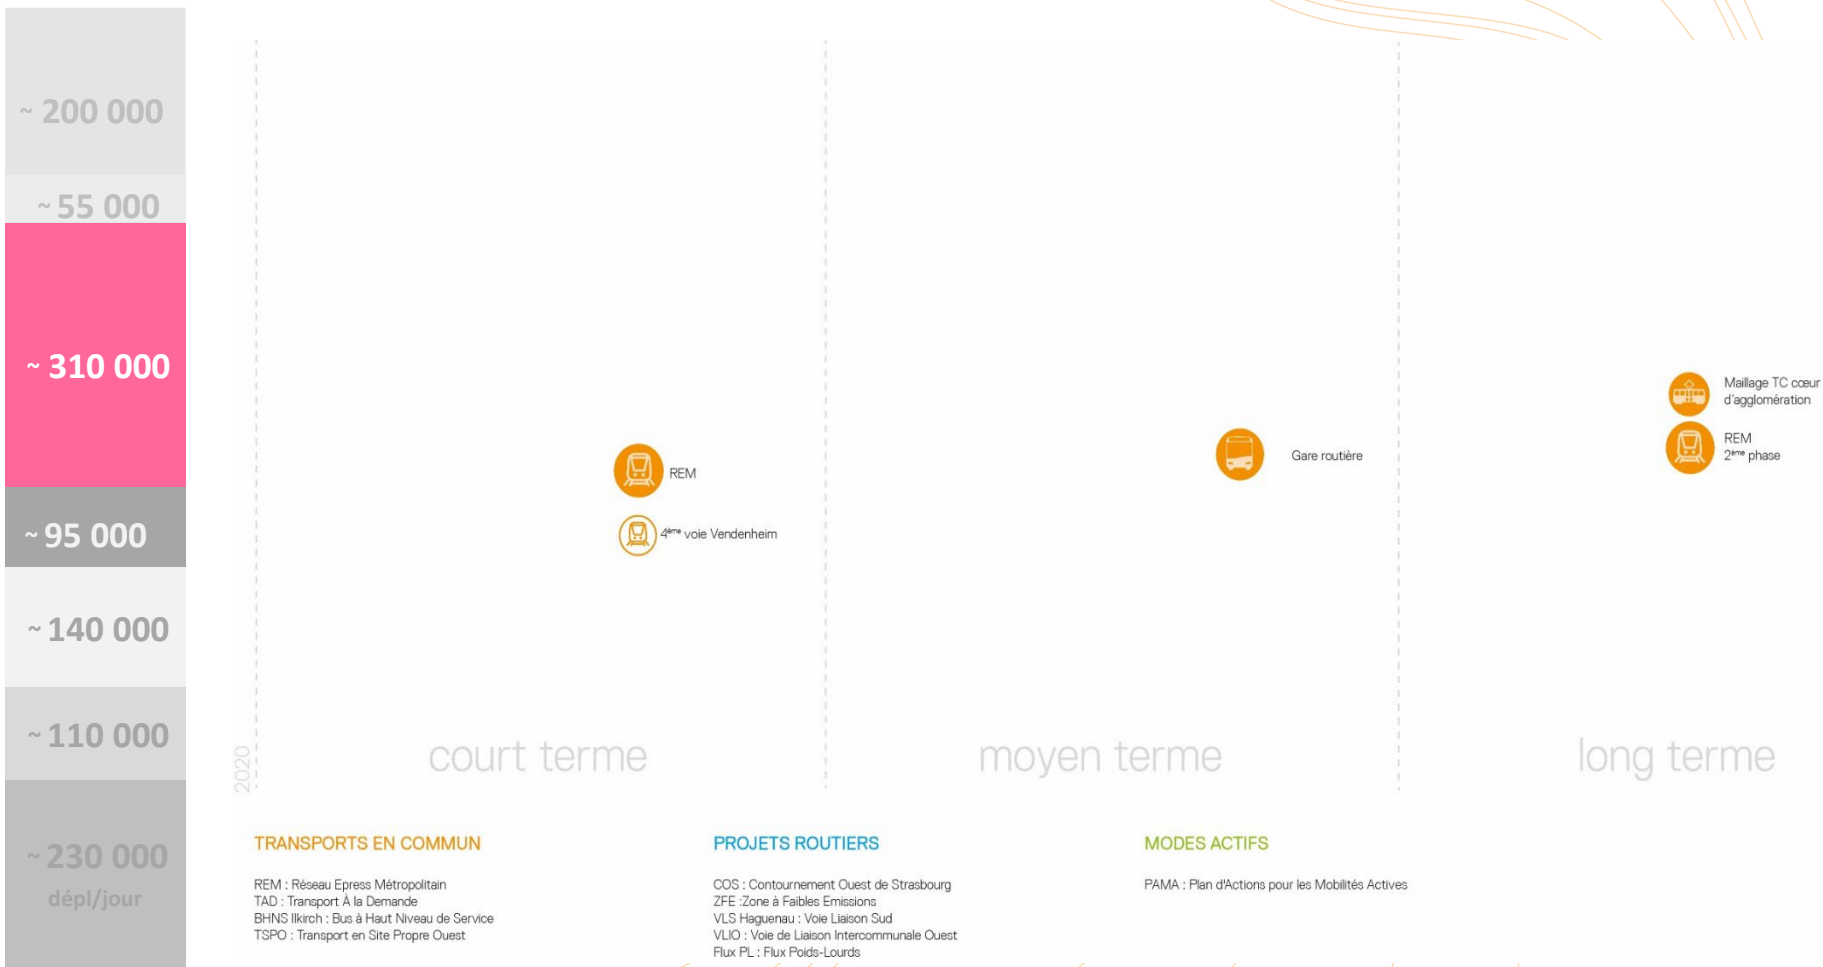 ~ 200 000
~ 55 000
~ 310 000
~ 95 000
~ 140 000
~ 110 000
~ 230 000
dépl/jour
REM
4ème voie Vendenheim
Gare routière
Maillage TC cœur
d'agglomération
REM
2ème phase
2020
court terme
moyen terme
long terme
TRANSPORTS EN COMMUN
REM : Réseau Epress Métropolitain
TAD : Transport À la Demande
BHNS Ilkirch : Bus à Haut Niveau de Service
TSPO : Transport en Site Propre Ouest
PROJETS ROUTIERS
COS : Contournement Ouest de Strasbourg
ZFE :Zone à Faibles Emissions
VLS Haguenau : Voie Liaison Sud
VLIO : Voie de Liaison Intercommunale Ouest
Flux PL : Flux Poids-Lourds
MODES ACTIFS
PAMA : Plan d'Actions pour les Mobilités Actives